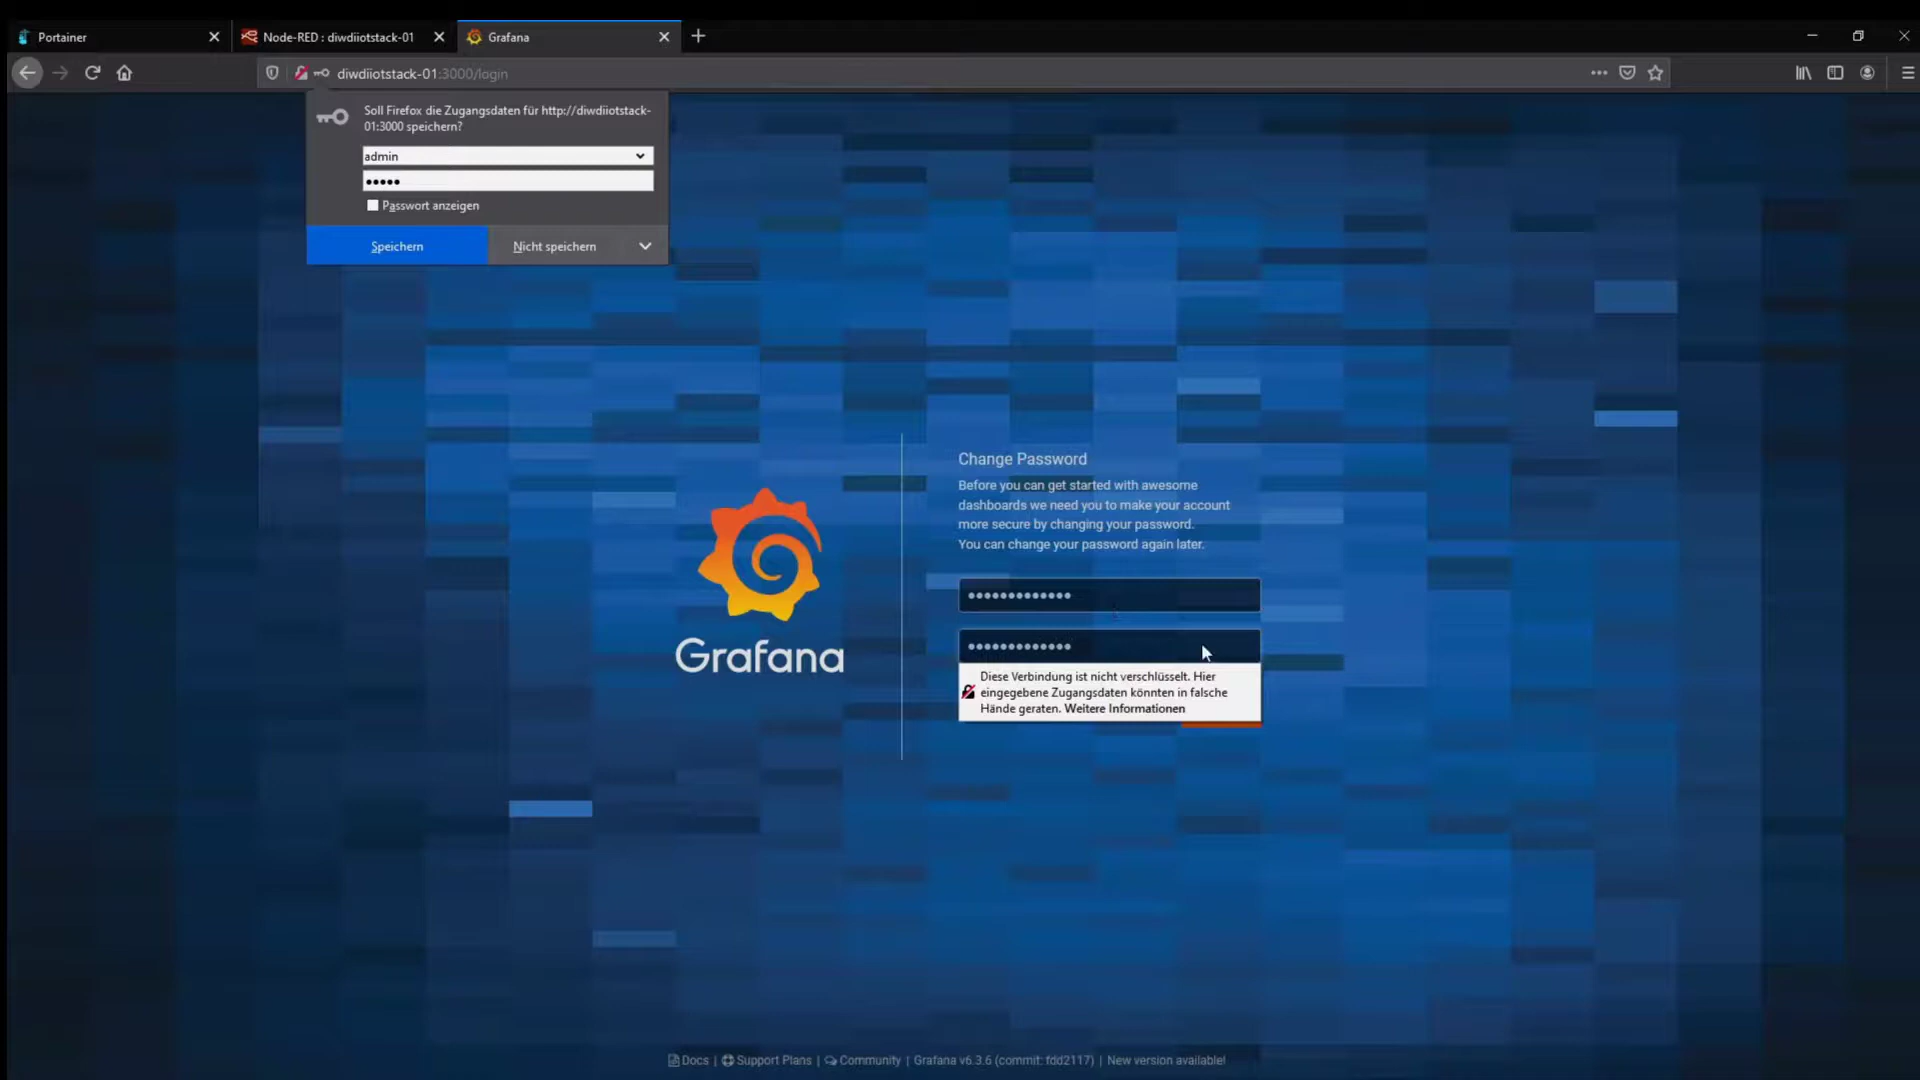 Portainer
Node-RED : diwdiiotstack-01
Grafana
diwdiiotstack-01:3000/login
Soll Firefox die Zugangsdaten für http://diwdiiotstack-
01:3000 speichern?
admin
•••••
Passwort anzeigen
Speichern
Nicht speichern
Change Password
Before you can get started with awesome
dashboards we need you to make your account
more secure by changing your password.
You can change your password again later.
•••••••••••••
•••••••••••••
Diese Verbindung ist nicht verschlüsselt. Hier
eingegebene Zugangsdaten könnten in falsche
Hände geraten. Weitere Informationen
Grafana
Docs | Support Plans | Community | Grafana v6.3.6 (commit: fdd2117) | New version available!